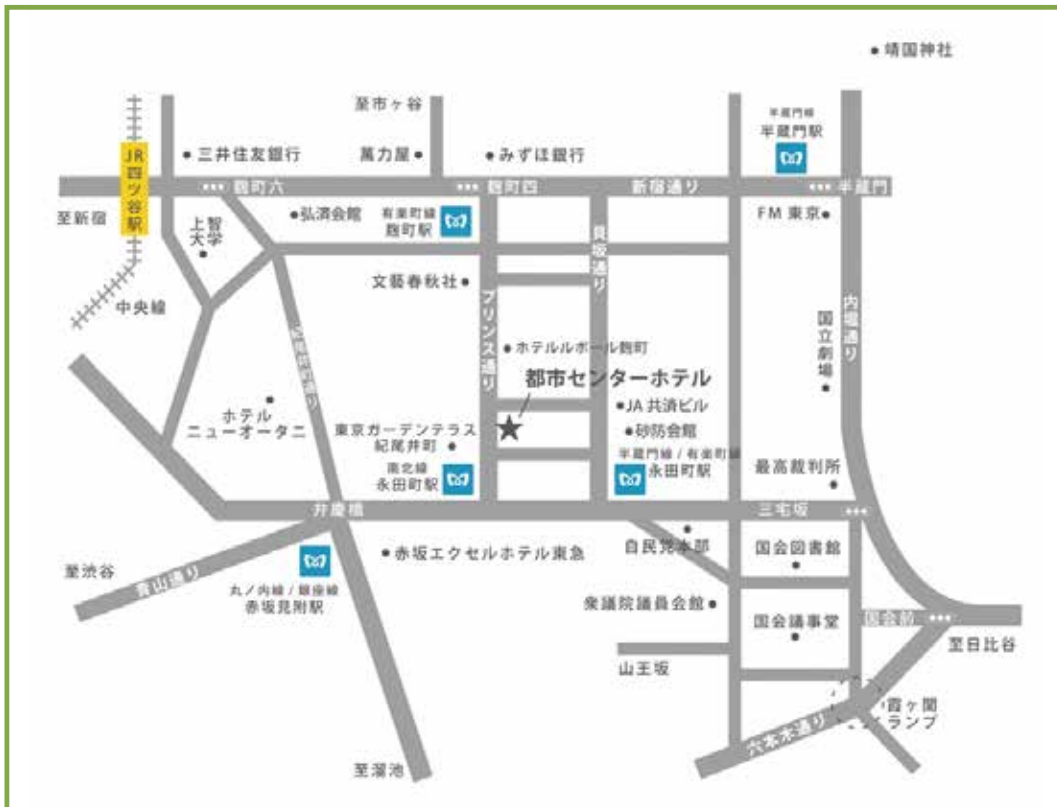 靖国神社
至市ヶ谷
半蔵門線
半蔵門駅
JR四ツ谷駅
三井住友銀行
萬力屋
みずほ銀行
麹町六
麹町四
新宿通り
半蔵門
至新宿
上智
大学
弘済会館
有楽町線
麹町駅
貝坂通り
FM 東京
内堀通り
中央線
文藝春秋社
プリンス通り
紀尾井町通り
国立劇場
ホテルルポール麹町
都市センターホテル
ホテル
ニューオータニ
JA 共済ビル
東京ガーデンテラス
紀尾井町
砂防会館
半蔵門線 / 有楽町線
永田町駅
南北線
永田町駅
最高裁判所
弁慶橋
三宅坂
赤坂エクセルホテル東急
自民党本部
国会図書館
至渋谷
青山通り
丸ノ内線 / 銀座線
赤坂見附駅
衆議院議員会館
国会議事堂
国会前
至日比谷
山王坂
霞ヶ関
ランプ
六本木通り
至溜池